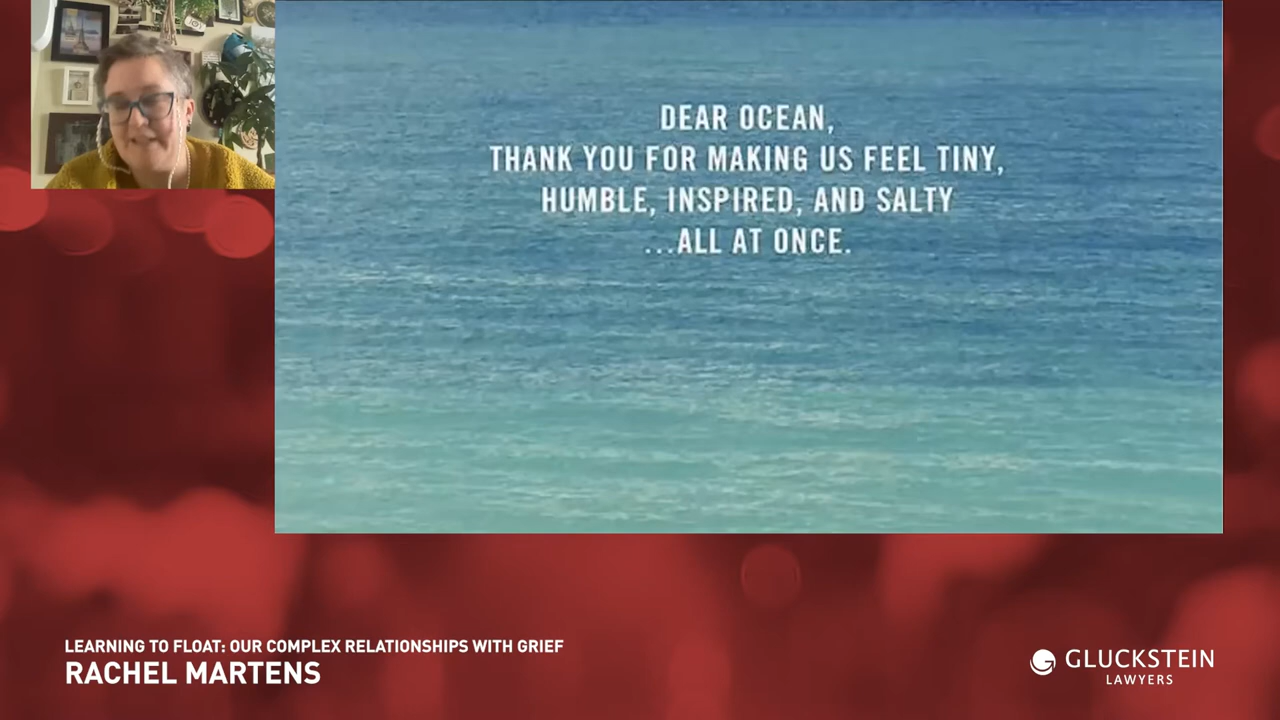 DEAR OCEAN,
THANK YOU FOR MAKING US FEEL TINY,
HUMBLE, INSPIRED, AND SALTY
...ALL AT ONCE.
LEARNING TO FLOAT: OUR COMPLEX RELATIONSHIPS WITH GRIEF
RACHEL MARTENS
GLUCKSTEIN
LAWYERS